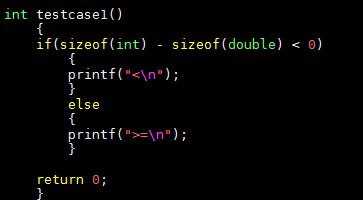 int testcase1()
{
if(sizeof(int) - sizeof(double) < 0)
{
printf("<\n");
}
else
{
printf(">=\n");
}
return 0;
}